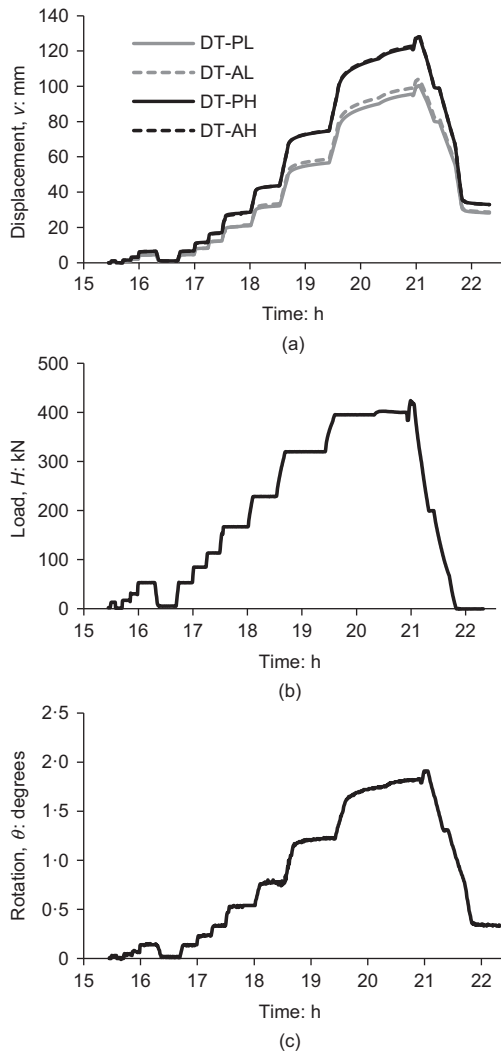 140
120
100
80
60
40
20
0
Displacement, v: mm
DT-PL
DT-AL
DT-PH
DT-AH
15 16 17 18 19 20 21 22
Time: h
(a)
500
400
300
200
100
0
Load, H: kN
15 16 17 18 19 20 21 22
Time: h
(b)
2·5
2·0
1·5
1·0
0·5
0
Rotation, θ: degrees
15 16 17 18 19 20 21 22
Time: h
(c)